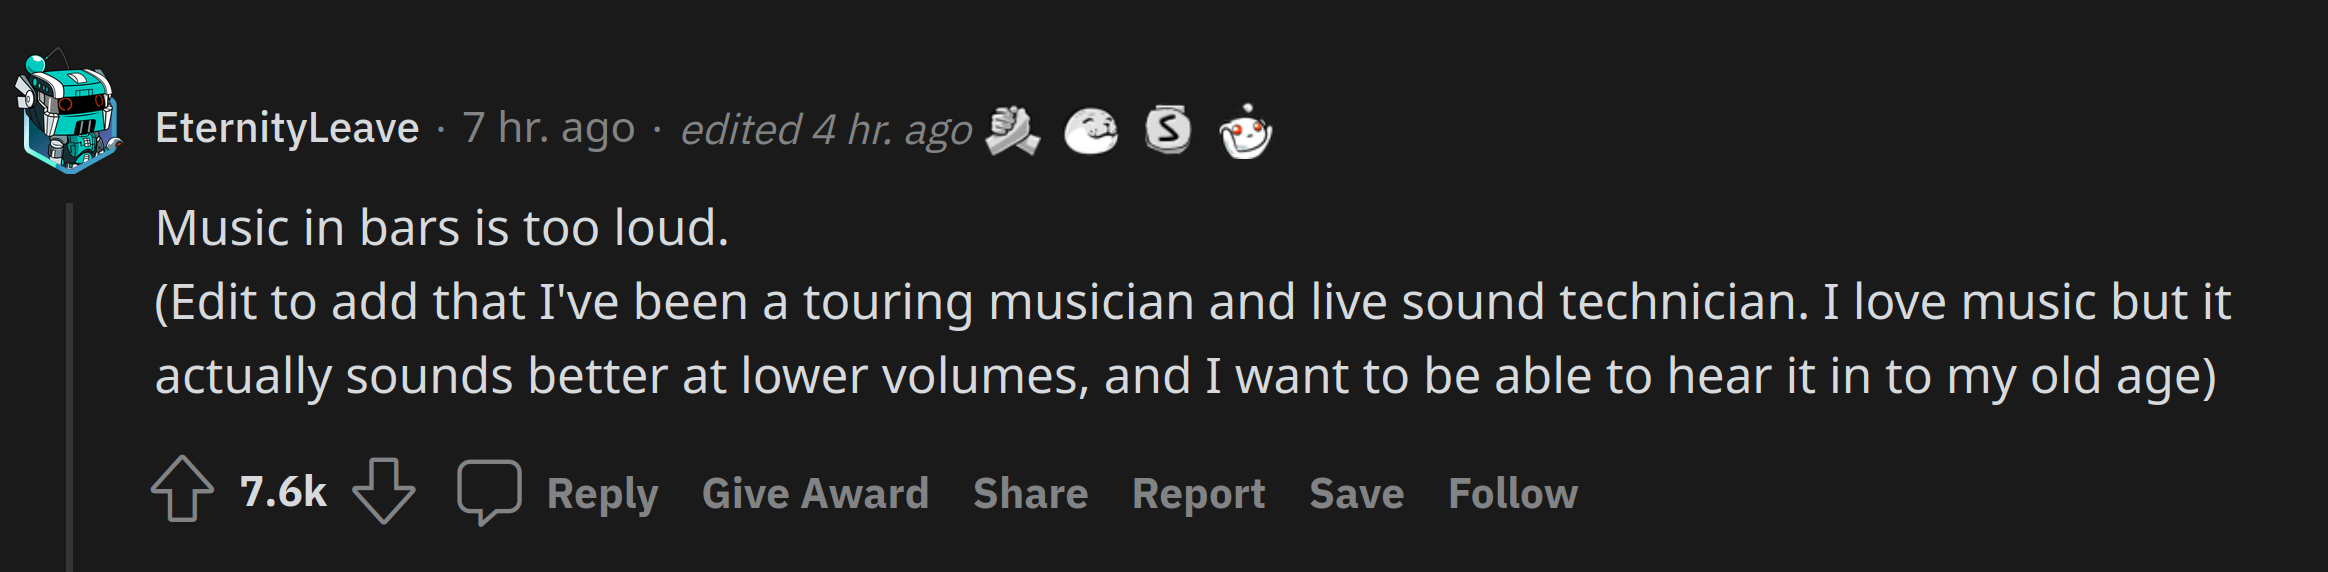 EternityLeave · 7 hr. ago · edited 4 hr. ago
Music in bars is too loud.
(Edit to add that I've been a touring musician and live sound technician. I love music but it
actually sounds better at lower volumes, and I want to be able to hear it in to my old age)
7.6k Reply Give Award Share Report Save Follow